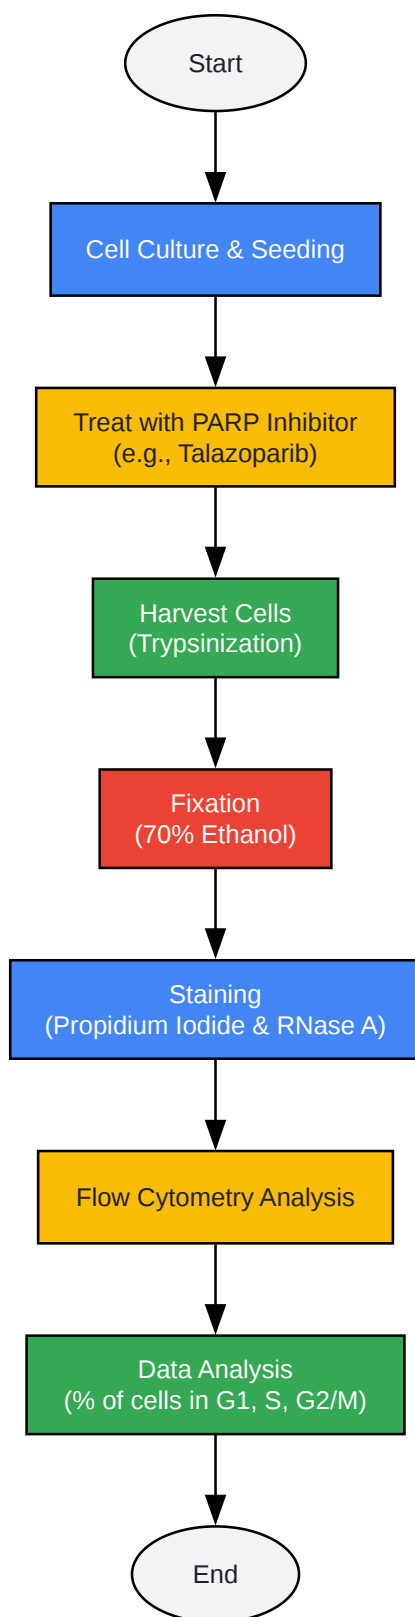 Start
Cell Culture & Seeding
Treat with PARP Inhibitor
(e.g., Talazoparib)
Harvest Cells
(Trypsinization)
Fixation
(70% Ethanol)
Staining
(Propidium Iodide & RNase A)
Flow Cytometry Analysis
Data Analysis
(% of cells in G1, S, G2/M)
End